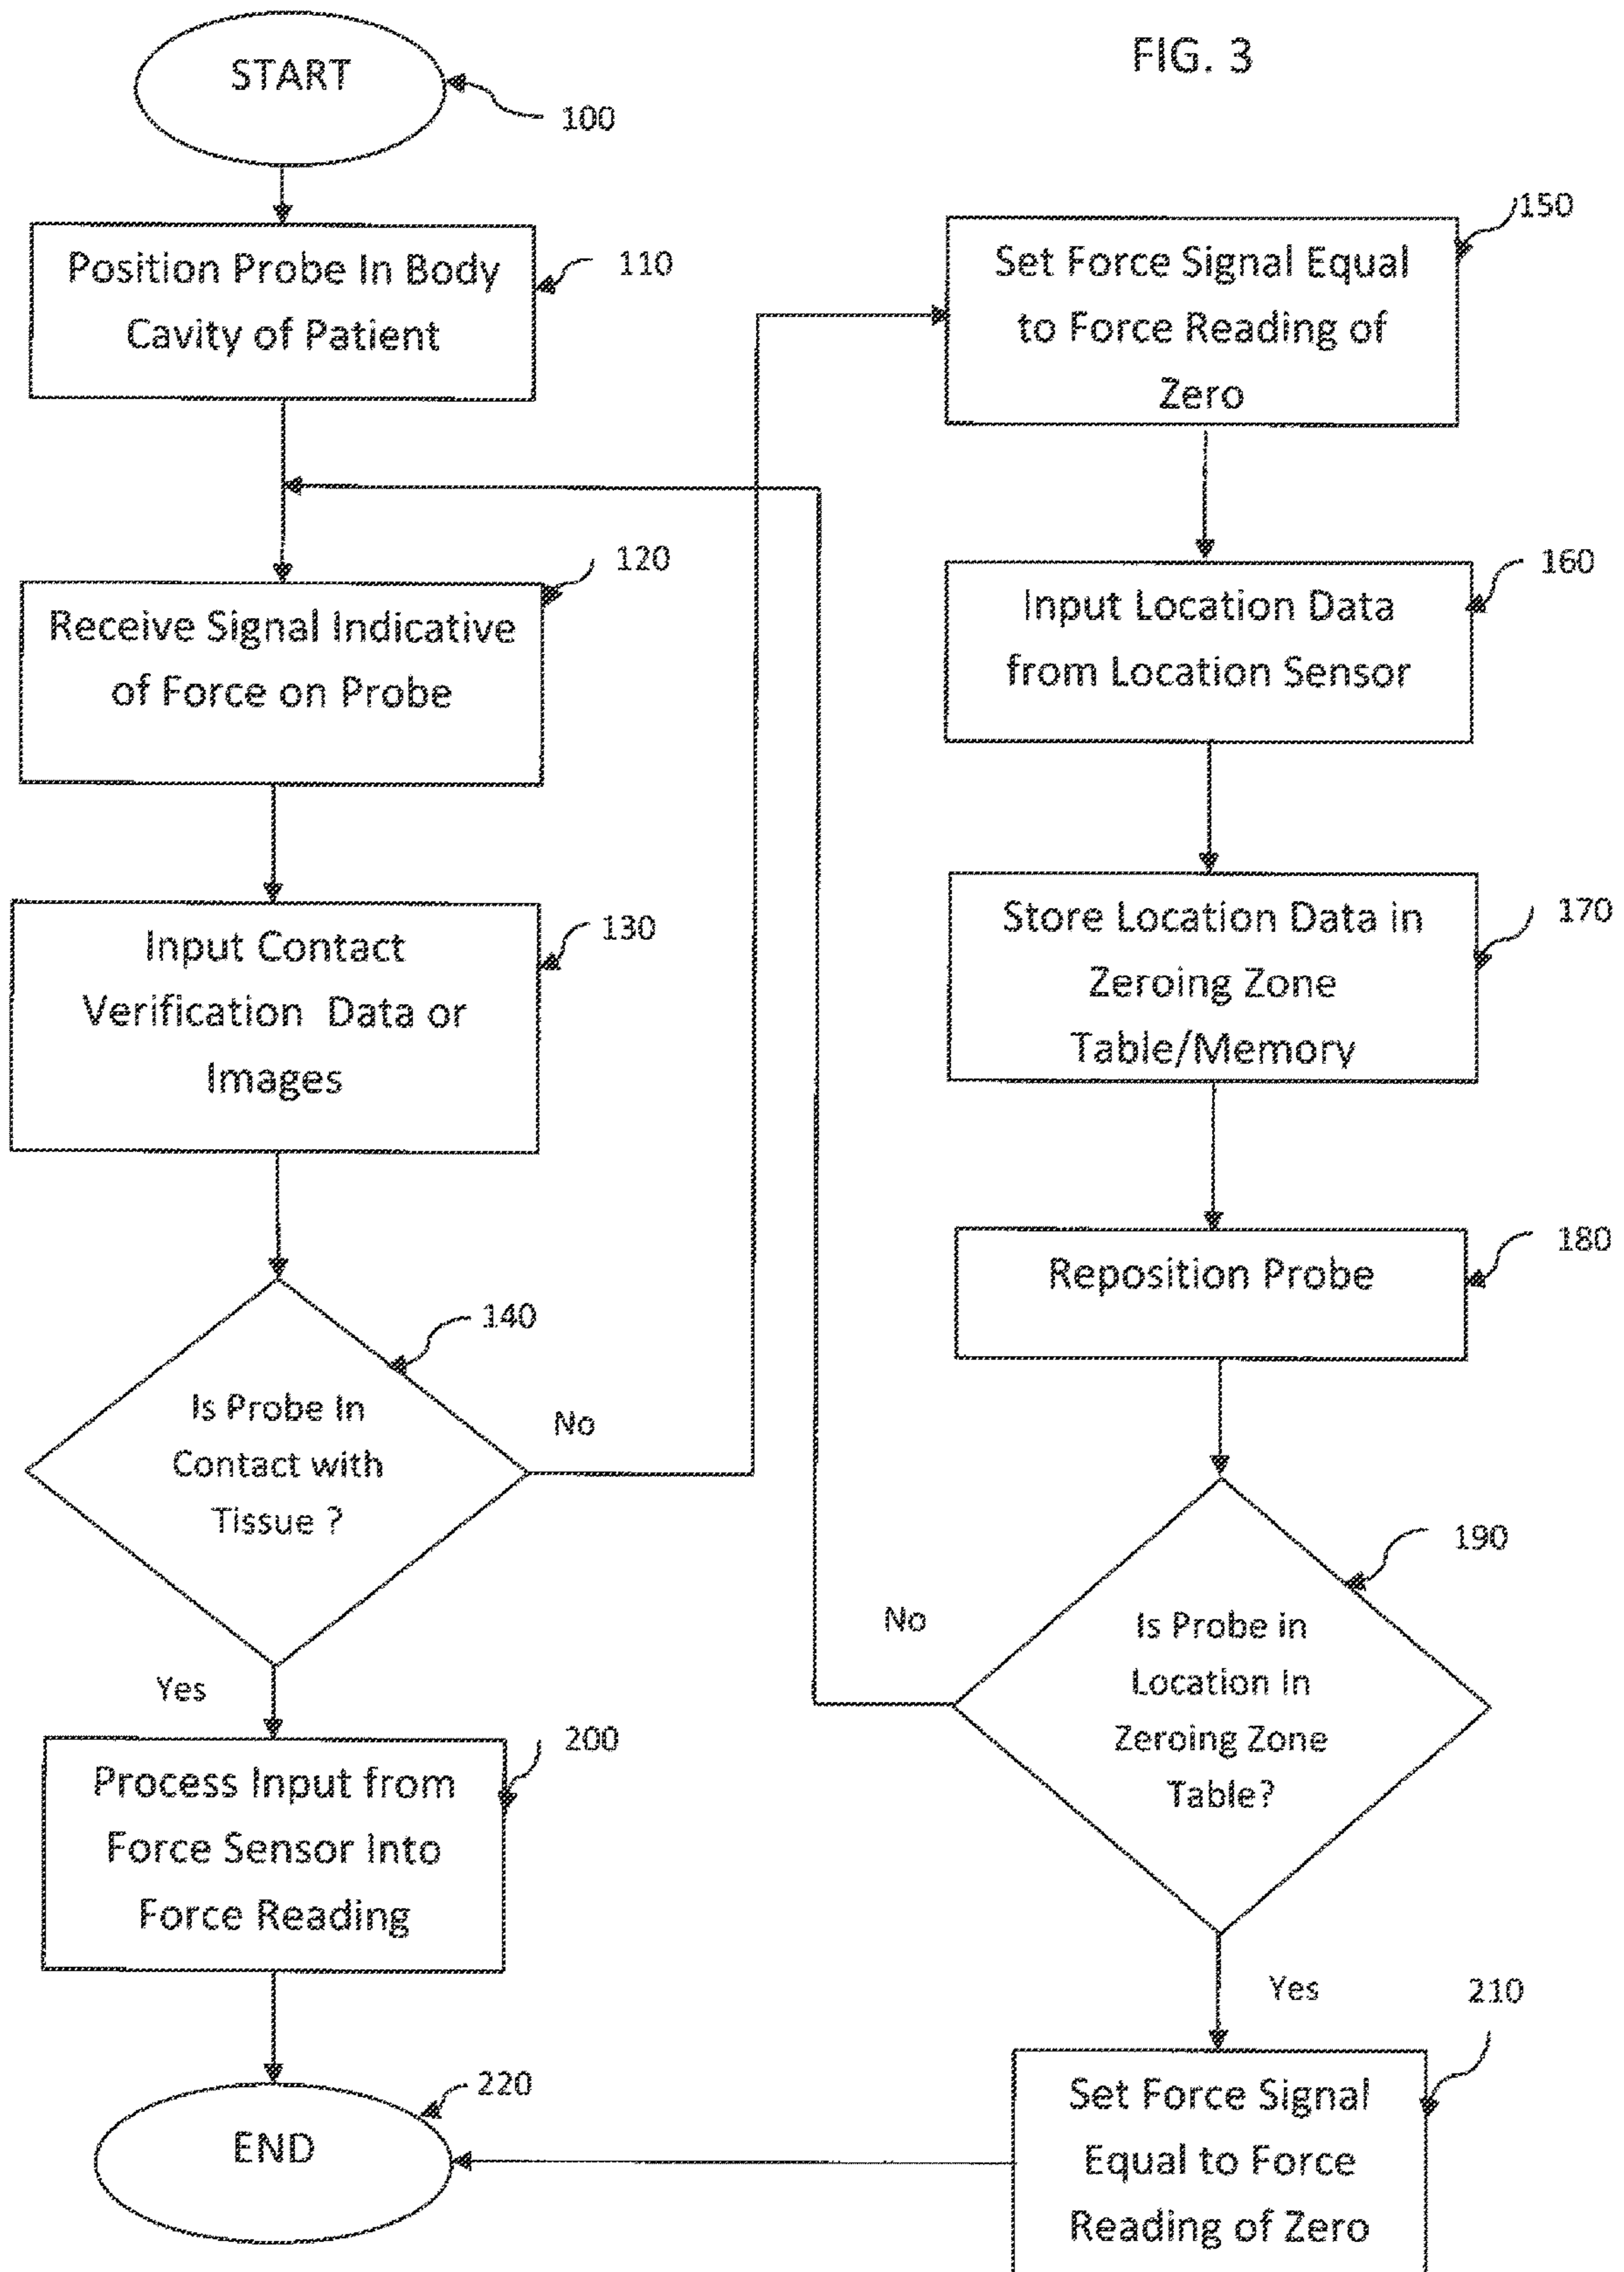 FIG. 3
START
100
Position Probe In Body
Cavity of Patient
110
Receive Signal Indicative
of Force on Probe
120
Input Contact
Verification Data or
Images
130
Is Probe In
Contact with
Tissue ?
140
No
Yes
Process Input from
Force Sensor Into
Force Reading
200
END
220
Set Force Signal Equal
to Force Reading of
Zero
150
Input Location Data
from Location Sensor
160
Store Location Data in
Zeroing Zone
Table/Memory
170
Reposition Probe
180
Is Probe in
Location In
Zeroing Zone
Table?
190
No
Yes
Set Force Signal
Equal to Force
Reading of Zero
210